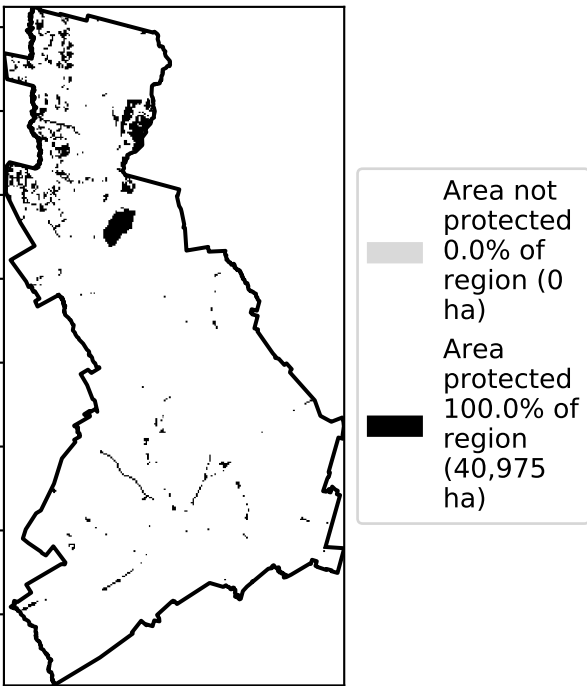 Area not
protected
0.0% of
region (0
ha)
Area
protected
100.0% of
region
(40,975
ha)